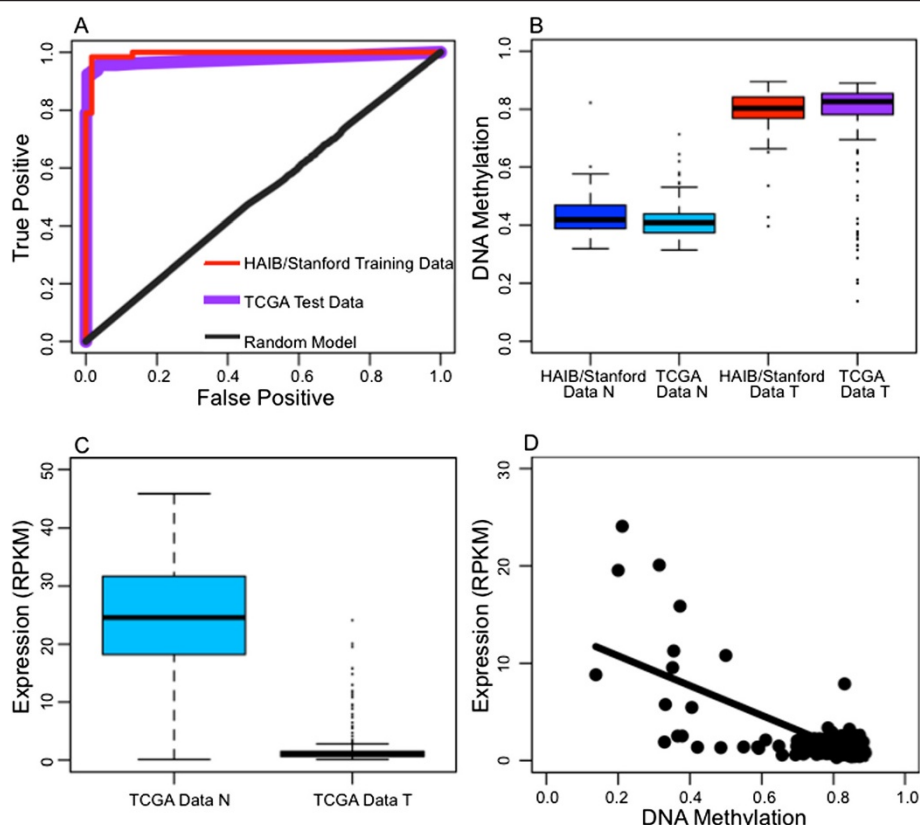 A
True Positive
1.0
0.8
0.6
0.4
0.2
0.0
HAIB/Stanford Training Data
TCGA Test Data
Random Model
0.0 0.2 0.4 0.6 0.8 1.0
False Positive
B
DNA Methylation
1.0
0.8
0.6
0.4
0.2
0.0
HAIB/Stanford Data N
TCGA Data N
HAIB/Stanford Data T
TCGA Data T
C
Expression (RPKM)
50
40
30
20
10
0
TCGA Data N
TCGA Data T
D
Expression (RPKM)
30
20
10
0
0.0 0.2 0.4 0.6 0.8 1.0
DNA Methylation